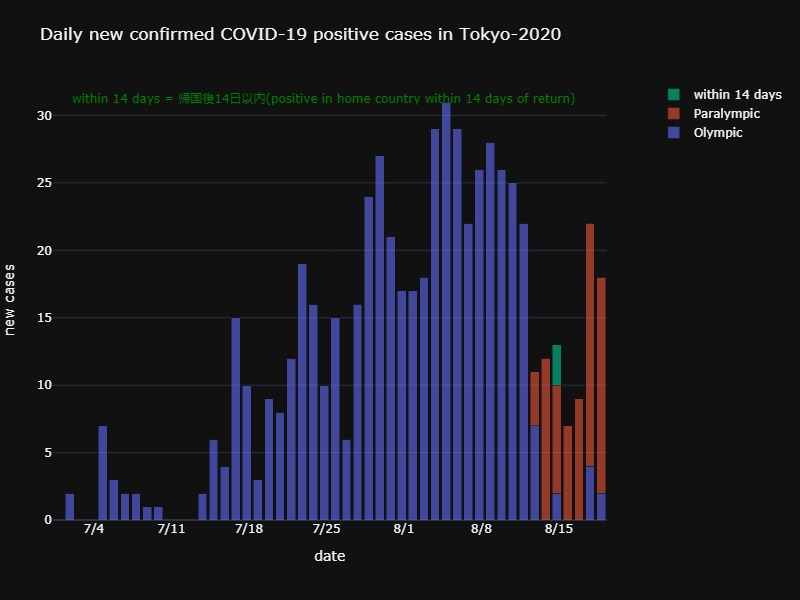 Daily new confirmed COVID-19 positive cases in Tokyo-2020
within 14 days = 帰国後14日以内(positive in home country within 14 days of return)
within 14 days
Paralympic
Olympic
30
25
20
15
10
5
0
new cases
7/4 7/11 7/18 7/25 8/1 8/8 8/15
date